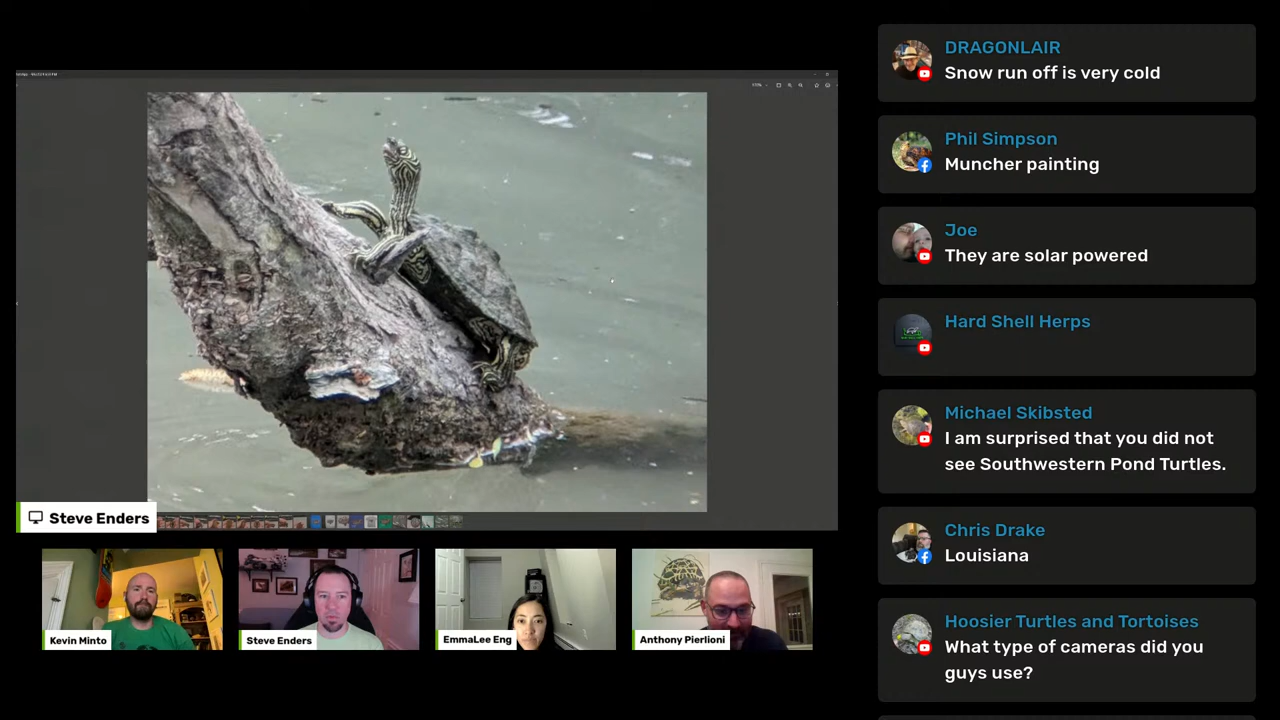 Steve Enders
Kevin Minto
Steve Enders
EmmaLee Eng
Anthony Pierlioni
DRAGONLAIR
Snow run off is very cold
Phil Simpson
Muncher painting
Joe
They are solar powered
Hard Shell Herps
Michael Skibsted
I am surprised that you did not
see Southwestern Pond Turtles.
Chris Drake
Louisiana
Hoosier Turtles and Tortoises
What type of cameras did you
guys use?